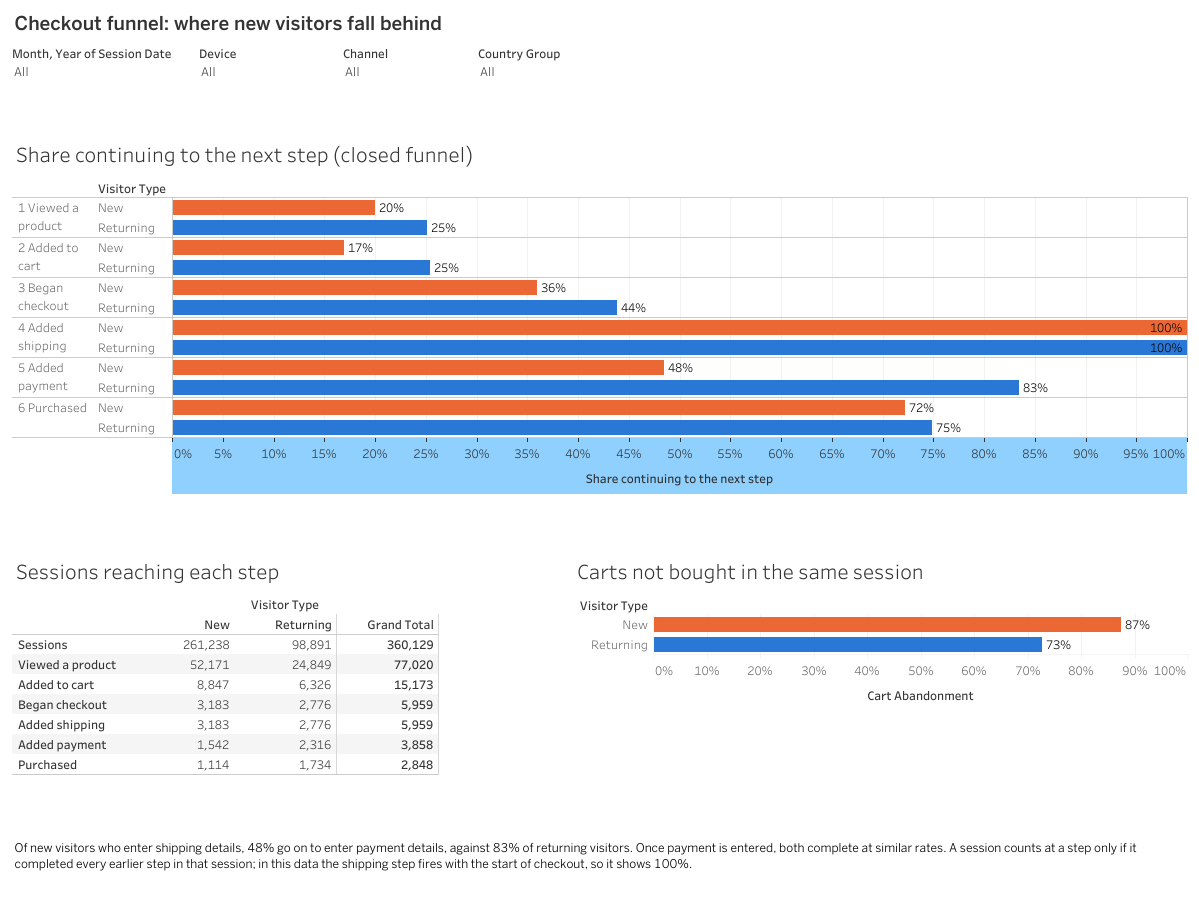 Checkout funnel: where new visitors fall behind
Month, Year of Session Date Device Channel Country Group
All All All All
Share continuing to the next step (closed funnel)
Visitor Type
1 Viewed a product New 20%
Returning 25%
2 Added to cart New 17%
Returning 25%
3 Began checkout New 36%
Returning 44%
4 Added shipping New 100%
Returning 100%
5 Added payment New 48%
Returning 83%
6 Purchased New 72%
Returning 75%
0% 5% 10% 15% 20% 25% 30% 35% 40% 45% 50% 55% 60% 65% 70% 75% 80% 85% 90% 95% 100%
Share continuing to the next step
Sessions reaching each step
Visitor Type
New Returning Grand Total
Sessions 261,238 98,891 360,129
Viewed a product 52,171 24,849 77,020
Added to cart 8,847 6,326 15,173
Began checkout 3,183 2,776 5,959
Added shipping 3,183 2,776 5,959
Added payment 1,542 2,316 3,858
Purchased 1,114 1,734 2,848
Carts not bought in the same session
Visitor Type
New 87%
Returning 73%
0% 10% 20% 30% 40% 50% 60% 70% 80% 90% 100%
Cart Abandonment
Of new visitors who enter shipping details, 48% go on to enter payment details, against 83% of returning visitors. Once payment is entered, both complete at similar rates. A session counts at a step only if it
completed every earlier step in that session; in this data the shipping step fires with the start of checkout, so it shows 100%.